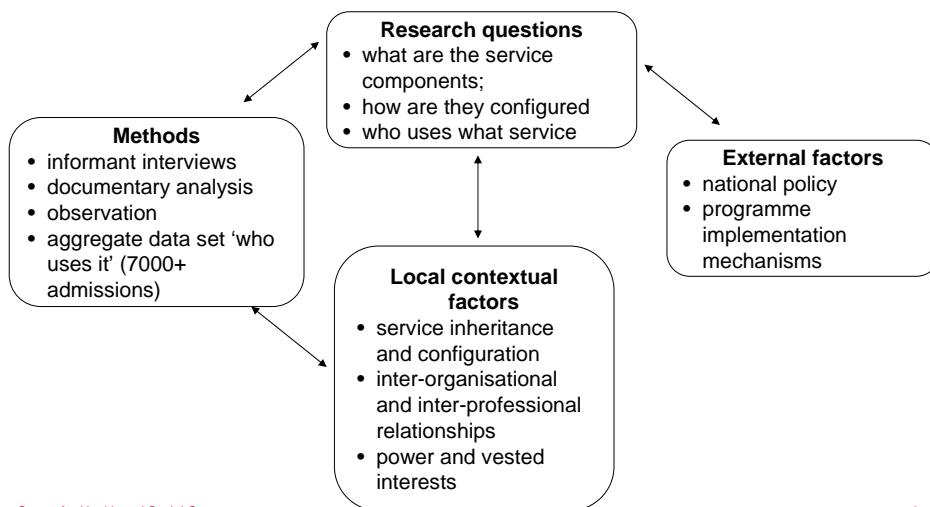 Research questions
• what are the service
components;
• how are they configured
• who uses what service
Methods
• informant interviews
• documentary analysis
• observation
• aggregate data set ‘who
uses it’ (7000+
admissions)
External factors
• national policy
• programme
implementation
mechanisms
Local contextual
factors
• service inheritance
and configuration
• inter-organisational
and inter-professional
relationships
• power and vested
interests